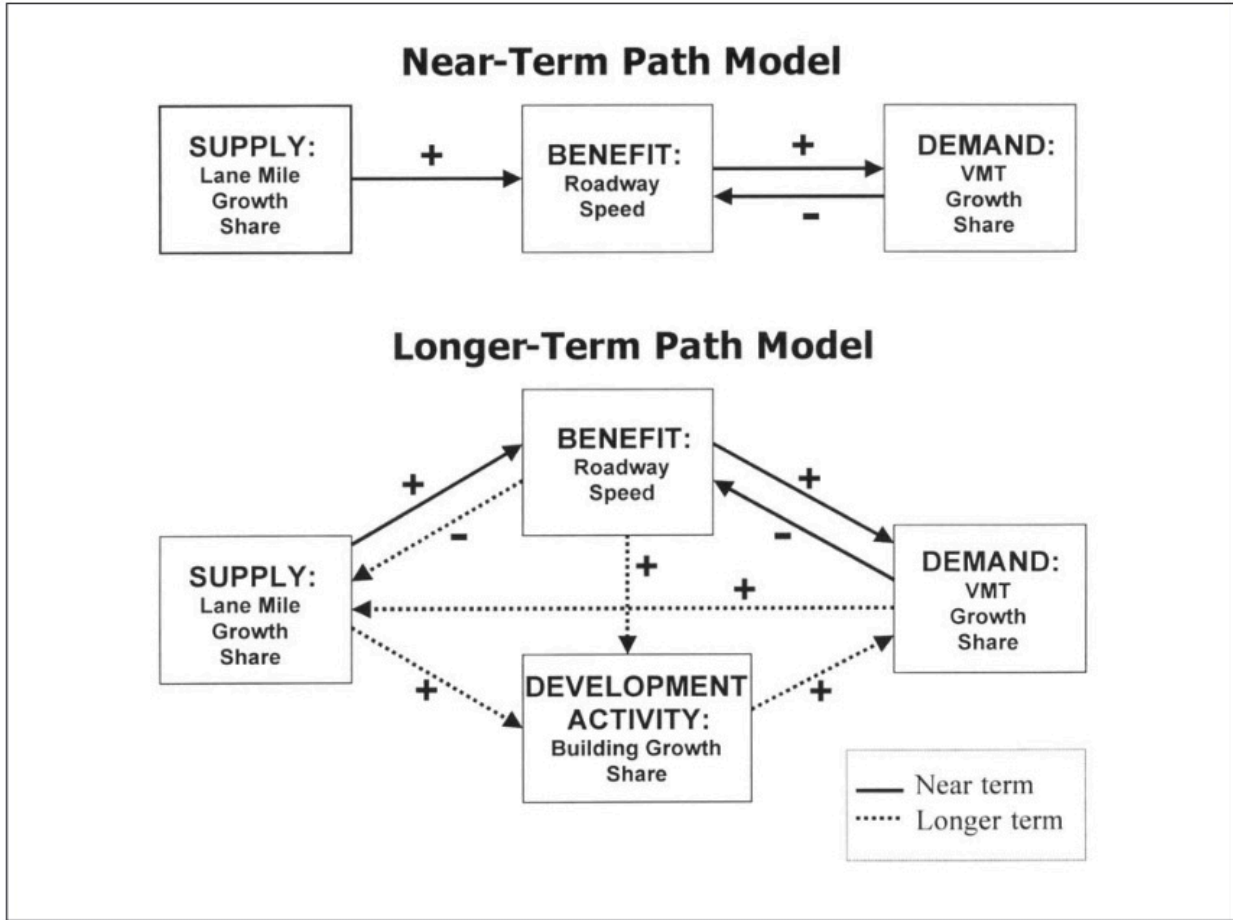 Near-Term Path Model
SUPPLY:
Lane Mile
Growth
Share
+
BENEFIT:
Roadway
Speed
+
-
DEMAND:
VMT
Growth
Share
Longer-Term Path Model
BENEFIT:
Roadway
Speed
+
-
+
+
-
SUPPLY:
Lane Mile
Growth
Share
+
DEMAND:
VMT
Growth
Share
+
DEVELOPMENT
ACTIVITY:
Building Growth
Share
+
Near term
Longer term